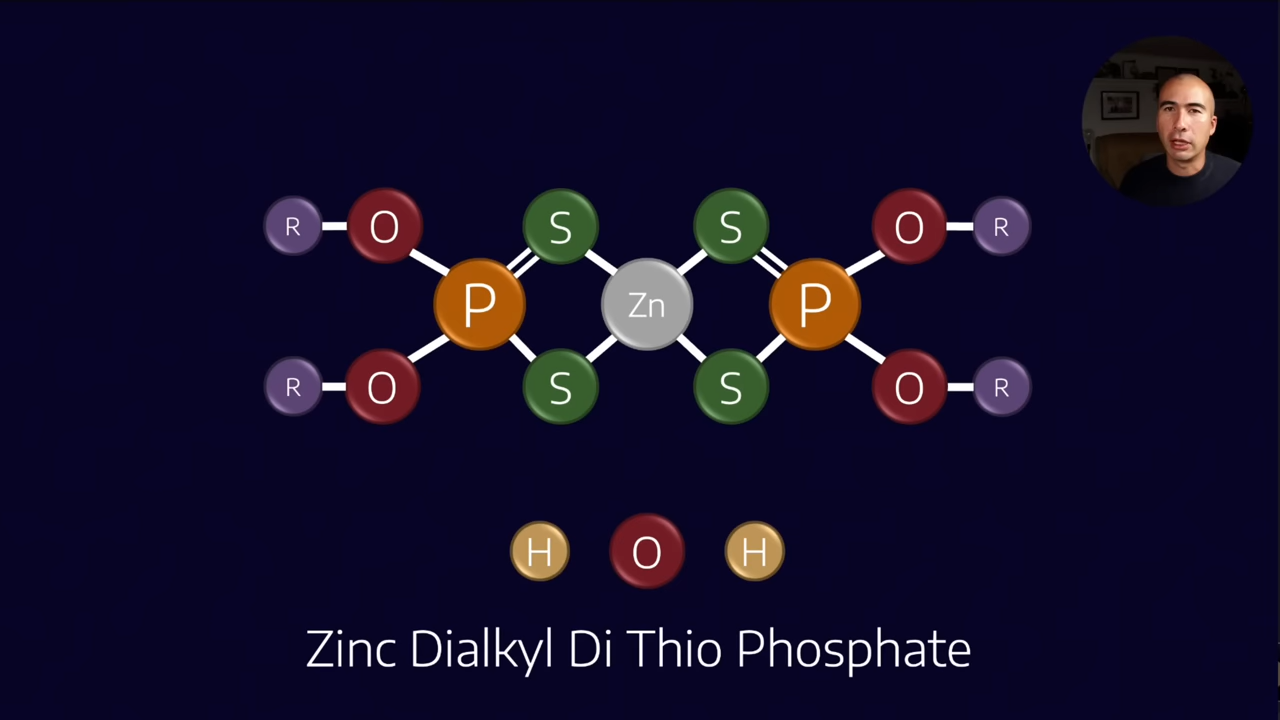 R O S S O R
P Zn P
R O S S O R
H O H
Zinc Dialkyl Di Thio Phosphate